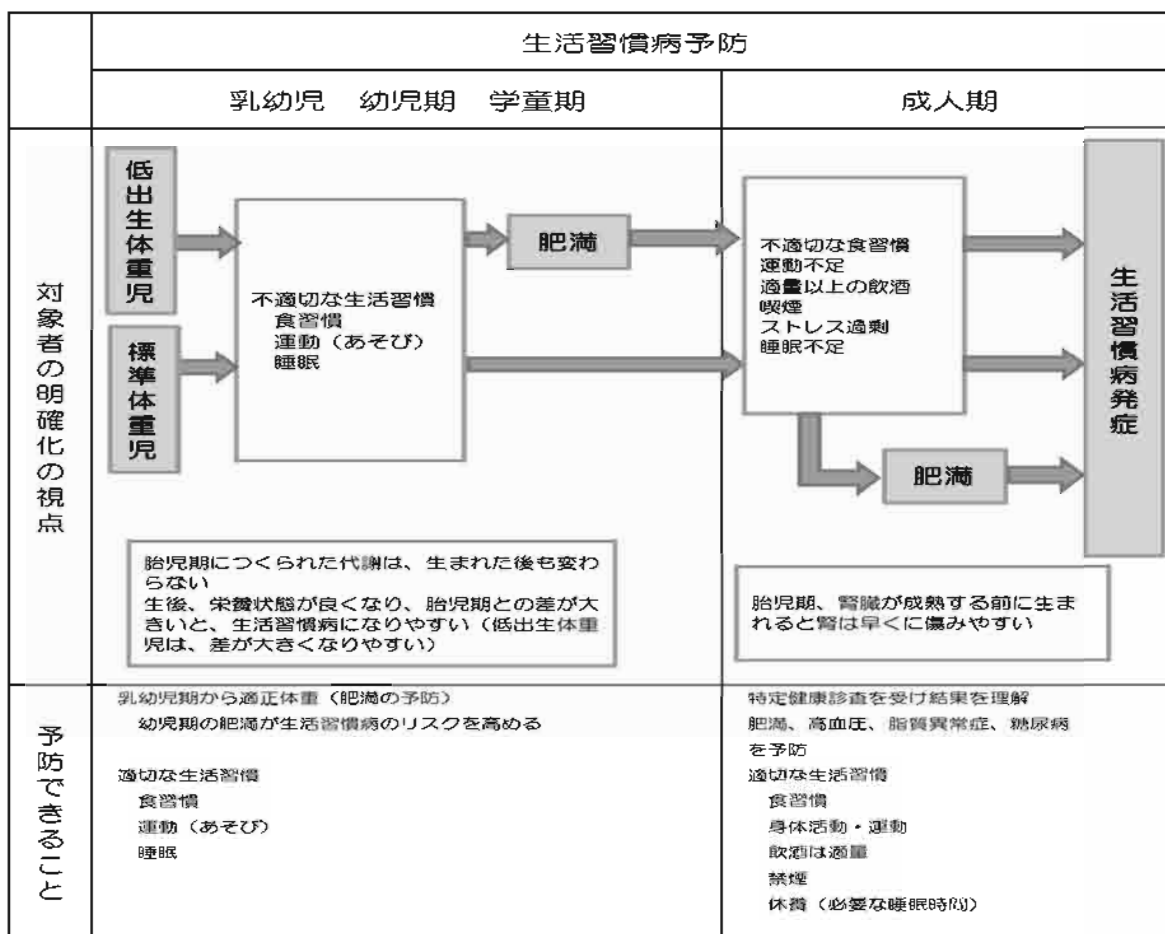 生活習慣病予防
乳幼児 幼児期 学童期
成人期
対象者の明確化の視点
低出生体重児
標準体重児
不適切な生活習慣
食習慣
運動（あそび）
睡眠
肥満
不適切な食習慣
運動不足
適量以上の飲酒
喫煙
ストレス過剰
睡眠不足
肥満
生活習慣病発症
胎児期につくられた代謝は、生まれた後も変わ
らない
生後、栄養状態が良くなり、胎児期との差が大
きいと、生活習慣病になりやすい（低出生体重
児は、差が大きくなりやすい）
胎児期、腎臓が成熟する前に生ま
れると腎は早くに傷みやすい
予防できること
乳幼児期から適正体重（肥満の予防）
幼児期の肥満が生活習慣病のリスクを高める
適切な生活習慣
食習慣
運動（あそび）
睡眠
特定健康診査を受け結果を理解
肥満、高血圧、脂質異常症、糖尿病
を予防
適切な生活習慣
食習慣
身体活動・運動
飲酒は適量
禁煙
休養（必要な睡眠時間）